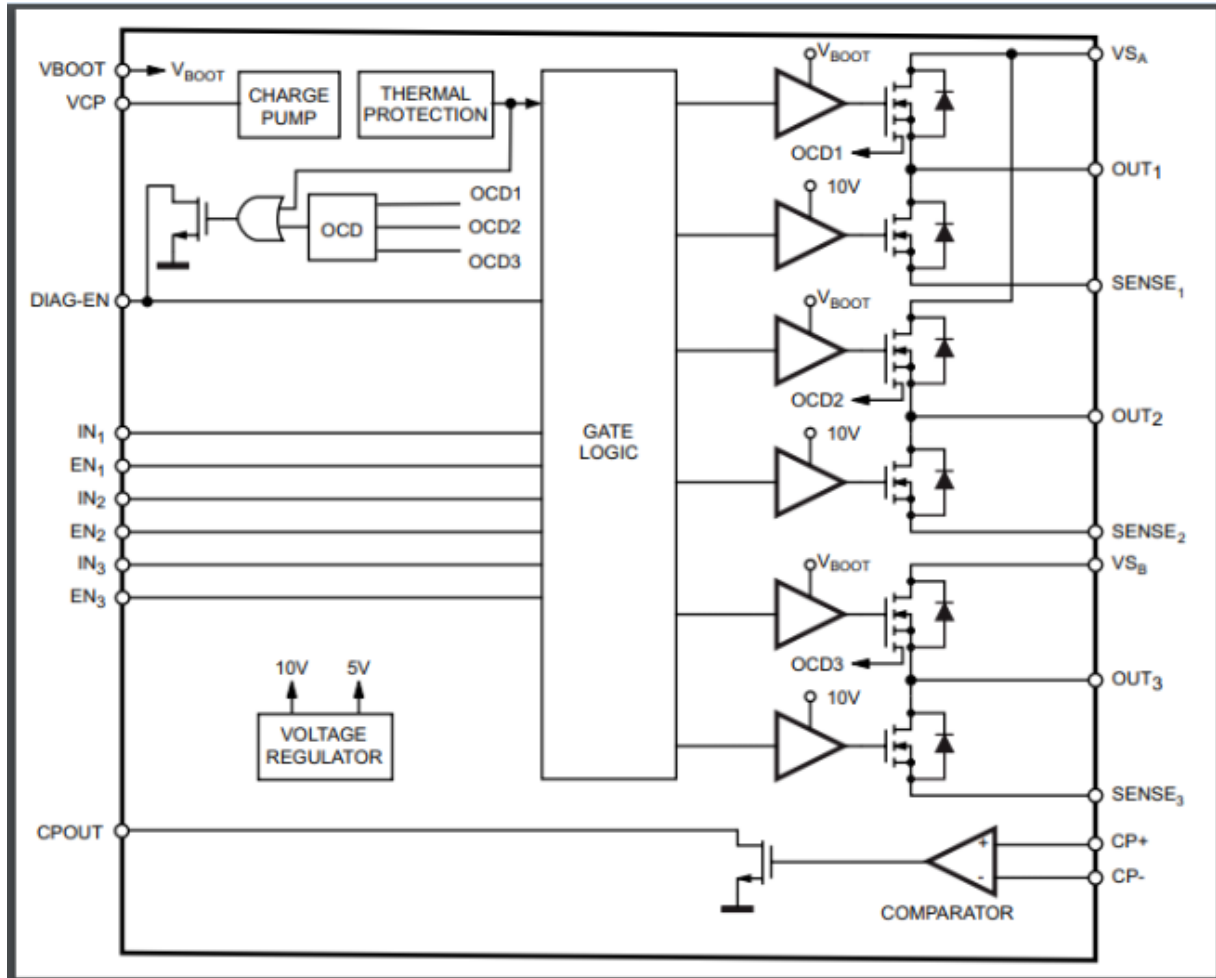 VBOOT
VBOOT
VCP
CHARGE
PUMP
THERMAL
PROTECTION
OCD1
OCD2
OCD3
OCD
DIAG-EN
IN1
EN1
IN2
EN2
IN3
EN3
10V 5V
VOLTAGE
REGULATOR
CPOUT
GATE
LOGIC
VBOOT
OCD1
10V
VBOOT
OCD2
10V
VBOOT
OCD3
10V
VSA
OUT1
SENSE1
OUT2
SENSE2
VSB
OUT3
SENSE3
+
-
COMPARATOR
CP+
CP-